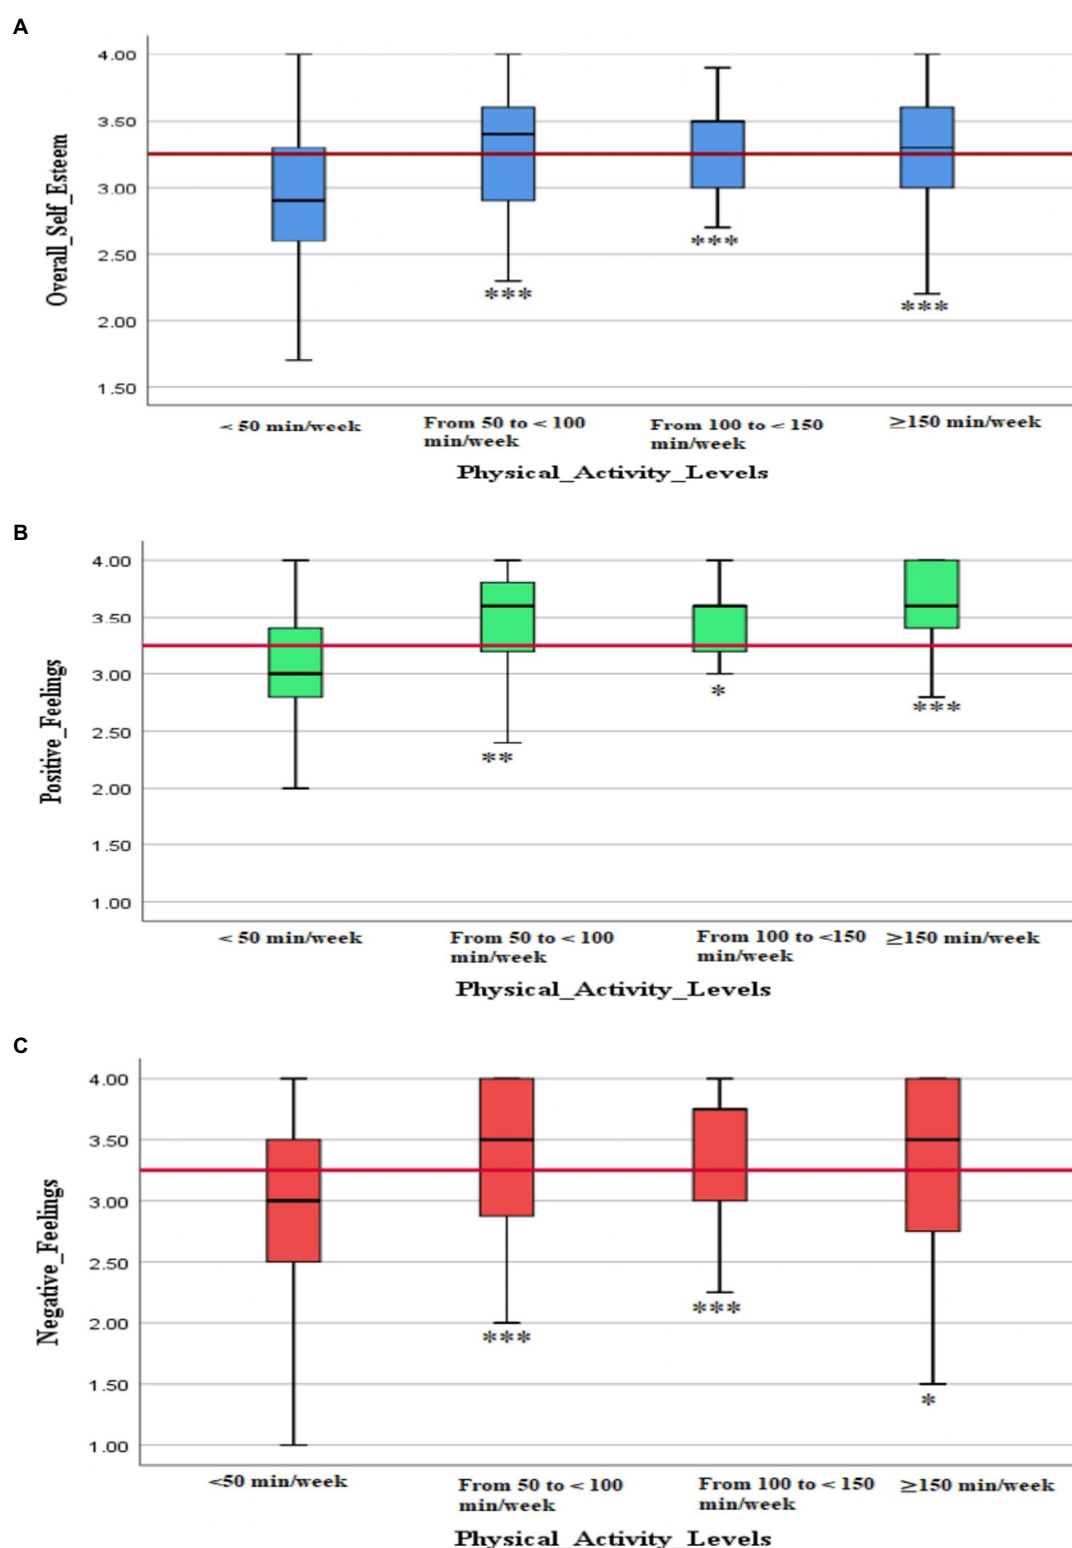 A
4.00
3.50
3.00
2.50
2.00
1.50
Overall_Self_Esteem
***
***
***
< 50 min/week
From 50 to < 100
min/week
From 100 to < 150
min/week
≥150 min/week
Physical_Activity_Levels
B
4.00
3.50
3.00
2.50
2.00
1.50
1.00
Positive_Feelings
**
*
***
< 50 min/week
From 50 to < 100
min/week
From 100 to <150
min/week
≥150 min/week
Physical_Activity_Levels
C
4.00
3.50
3.00
2.50
2.00
1.50
1.00
Negative_Feelings
***
***
*
<50 min/week
From 50 to < 100
min/week
From 100 to < 150
min/week
≥150 min/week
Physical_Activity_Levels